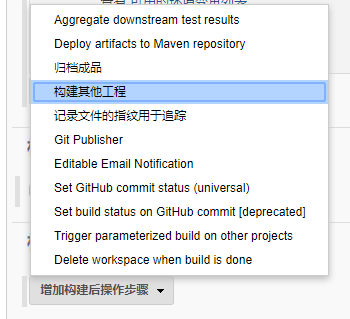 Aggregate downstream test results
Deploy artifacts to Maven repository
归档成品
构建其他工程
记录文件的指纹用于追踪
Git Publisher
Editable Email Notification
Set GitHub commit status (universal)
Set build status on GitHub commit [deprecated]
Trigger parameterized build on other projects
Delete workspace when build is done
增加构建后操作步骤